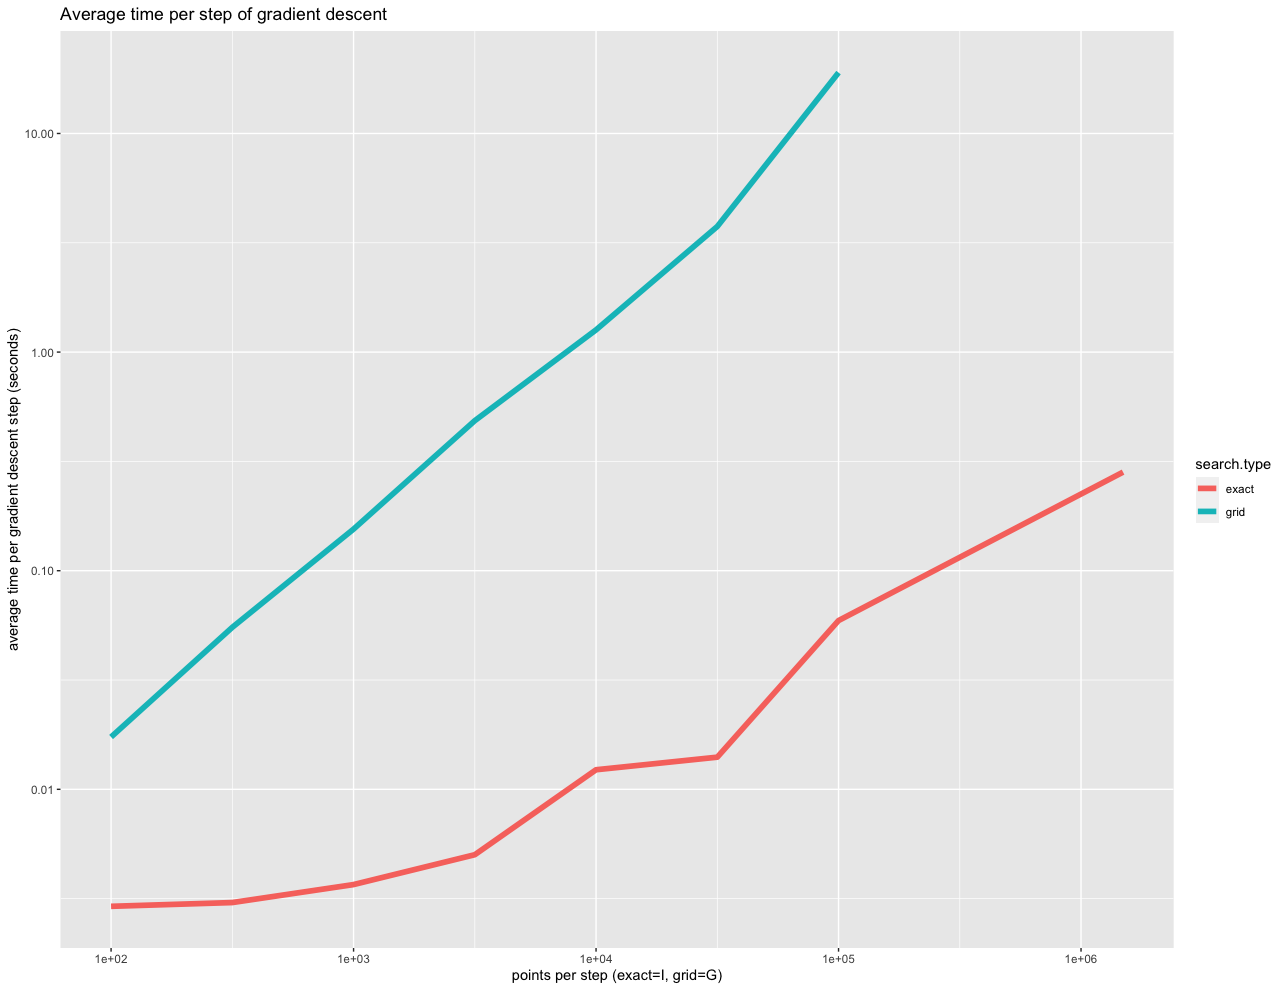 Average time per step of gradient descent
average time per gradient descent step (seconds)
10.00
1.00
0.10
0.01
1e+02 1e+03 1e+04 1e+05 1e+06
points per step (exact=I, grid=G)
search.type
exact
grid